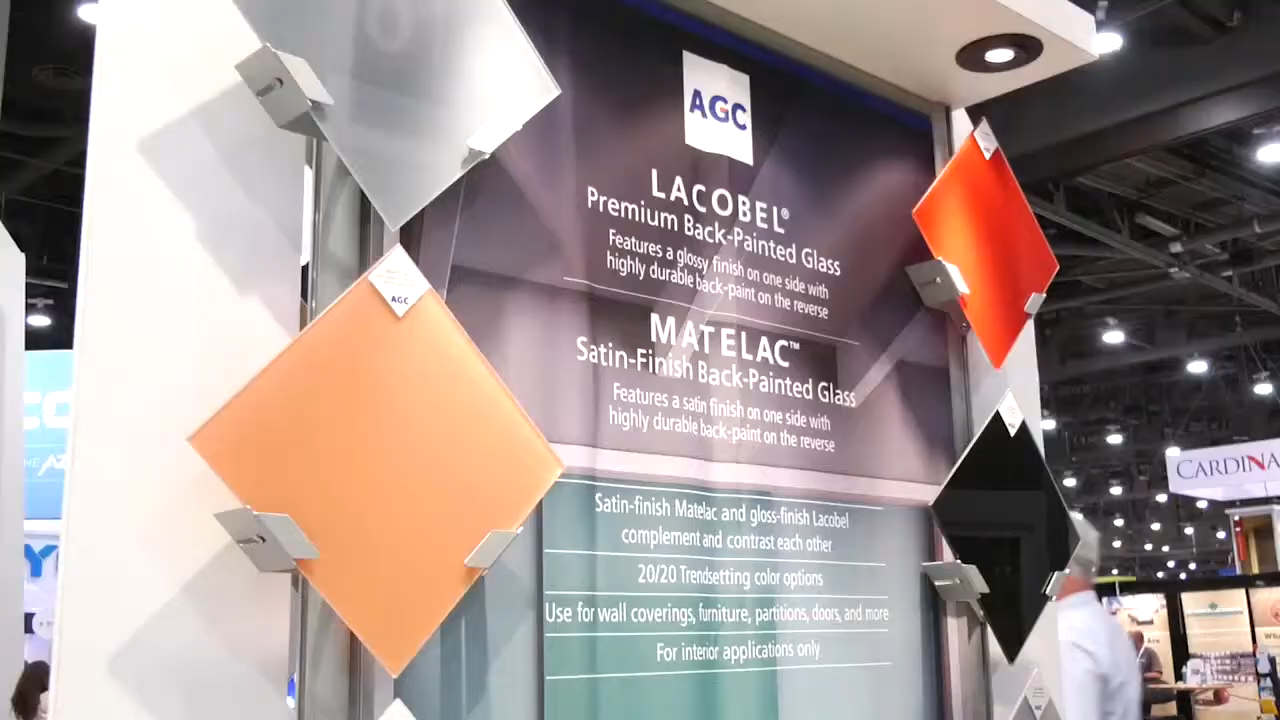 AGC
LACOBEL®
Premium Back-Painted Glass
Features a glossy finish on one side with
highly durable back-paint on the reverse
MATELAC™
Satin-Finish Back-Painted Glass
Features a satin finish on one side with
highly durable back-paint on the reverse
Satin-finish Matelac and gloss-finish Lacobel
complement and contrast each other
20/20 Trendsetting color options
Use for wall coverings, furniture, partitions, doors, and more
For interior applications only
AGC
CARDINA